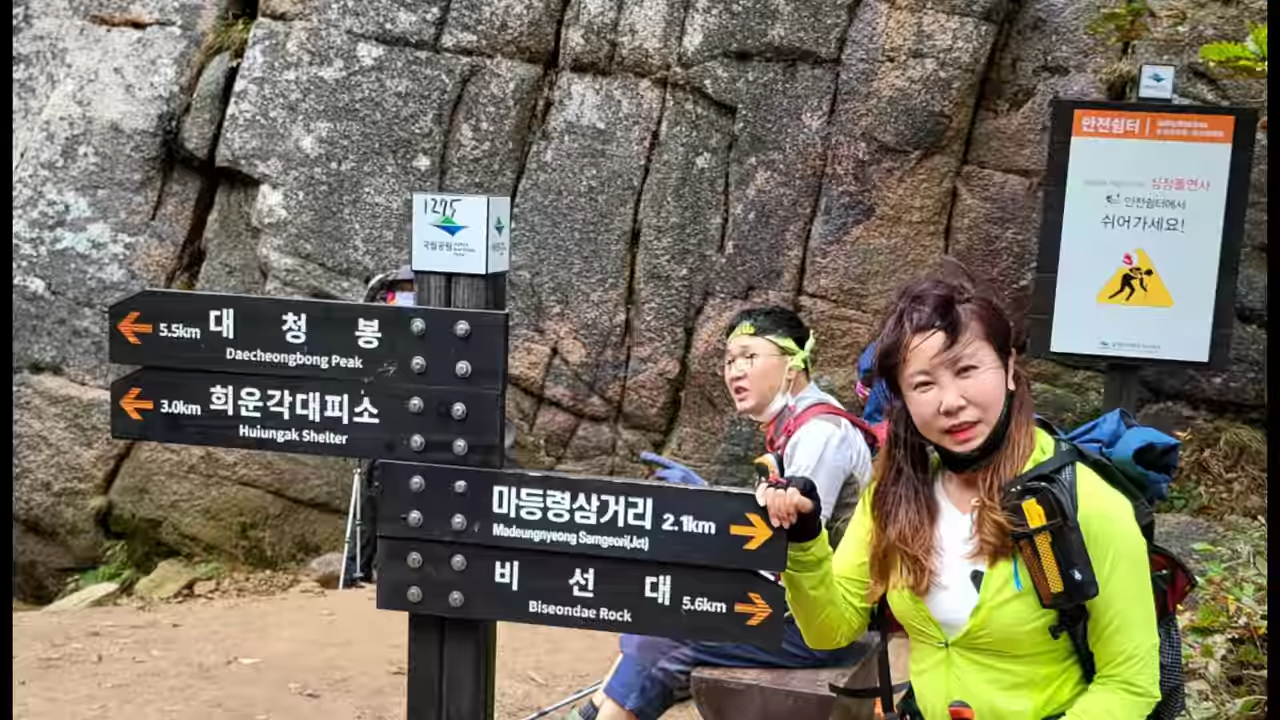 1275
국립공원
5.5km 대 청 봉
Daecheongbong Peak
3.0km 희운각대피소
Huiungak Shelter
마등령삼거리 2.1km
Madeungnyeong Samgeori(Jct)
비 선 대 5.6km
Biseondae Rock
안전쉼터
심장돌연사
안전쉼터에서
쉬어가세요!